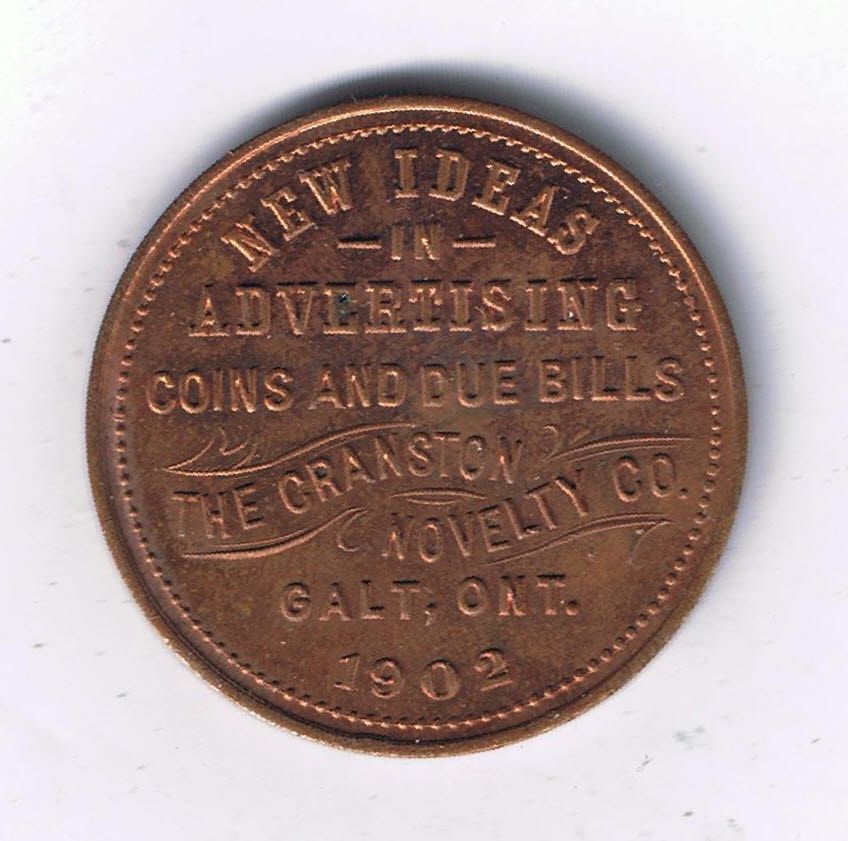 NEW IDEAS
— IN —
ADVERTISING
COINS AND DUE BILLS
THE CRANSTON
NOVELTY CO.
GALT, ONT.
1902